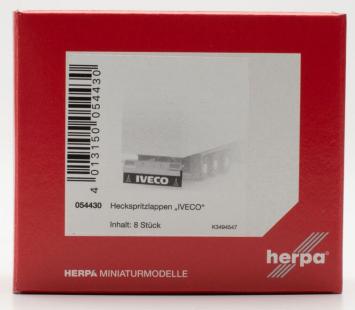 4 013150 054430
IVECO
054430 Heckspritzlappen „IVECO“
Inhalt: 8 Stück K3494547
herpa
HERPA MINIATURMODELLE